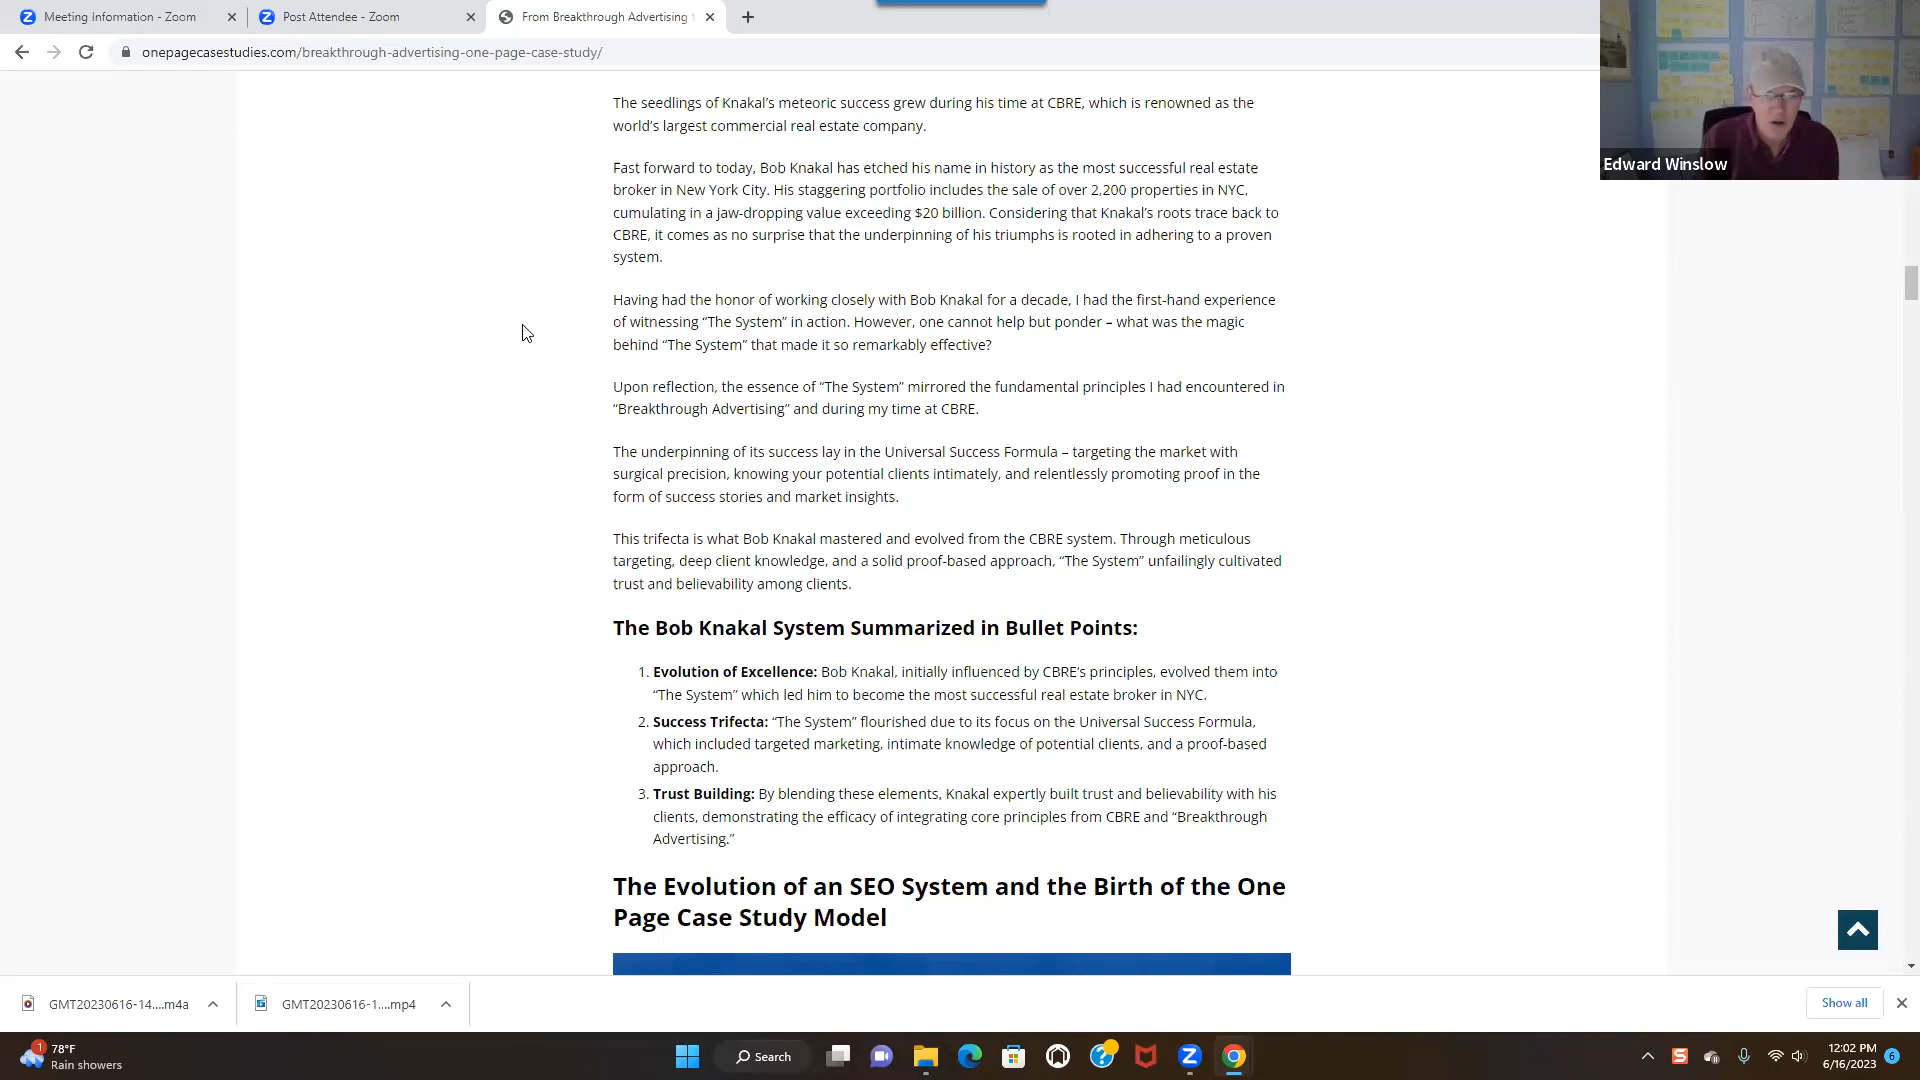 Meeting Information - Zoom
Post Attendee - Zoom
From Breakthrough Advertising
onepagecasestudies.com/breakthrough-advertising-one-page-case-study/
Edward Winslow
The seedlings of Knakal’s meteoric success grew during his time at CBRE, which is renowned as the
world’s largest commercial real estate company.
Fast forward to today, Bob Knakal has etched his name in history as the most successful real estate
broker in New York City. His staggering portfolio includes the sale of over 2,200 properties in NYC,
cumulating in a jaw-dropping value exceeding $20 billion. Considering that Knakal’s roots trace back to
CBRE, it comes as no surprise that the underpinning of his triumphs is rooted in adhering to a proven
system.
Having had the honor of working closely with Bob Knakal for a decade, I had the first-hand experience
of witnessing “The System” in action. However, one cannot help but ponder – what was the magic
behind “The System” that made it so remarkably effective?
Upon reflection, the essence of “The System” mirrored the fundamental principles I had encountered in
“Breakthrough Advertising” and during my time at CBRE.
The underpinning of its success lay in the Universal Success Formula – targeting the market with
surgical precision, knowing your potential clients intimately, and relentlessly promoting proof in the
form of success stories and market insights.
This trifecta is what Bob Knakal mastered and evolved from the CBRE system. Through meticulous
targeting, deep client knowledge, and a solid proof-based approach, “The System” unfailingly cultivated
trust and believability among clients.
The Bob Knakal System Summarized in Bullet Points:
1. Evolution of Excellence: Bob Knakal, initially influenced by CBRE’s principles, evolved them into
“The System” which led him to become the most successful real estate broker in NYC.
2. Success Trifecta: “The System” flourished due to its focus on the Universal Success Formula,
which included targeted marketing, intimate knowledge of potential clients, and a proof-based
approach.
3. Trust Building: By blending these elements, Knakal expertly built trust and believability with his
clients, demonstrating the efficacy of integrating core principles from CBRE and “Breakthrough
Advertising.”
The Evolution of an SEO System and the Birth of the One
Page Case Study Model
GMT20230616-14....m4a
GMT20230616-1....mp4
Show all
1
78°F
Rain showers
Search
12:02 PM
6/16/2023
6